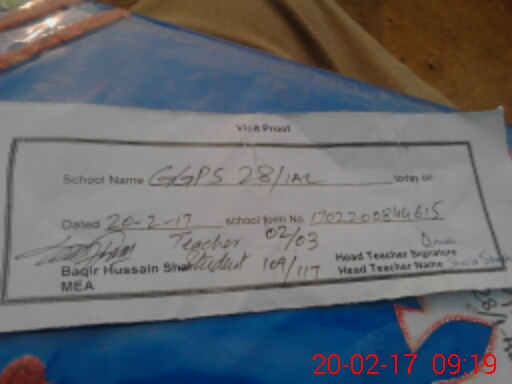 Visit Proof
School Name GGPS 28/1AL today on
Dated 20-2-17 school form No. 1702200844615
Teacher 02/03
Baqir Hussain Shah Student 109/117
MEA
Head Teacher Signature
Head Teacher Name
20-02-17 09:19